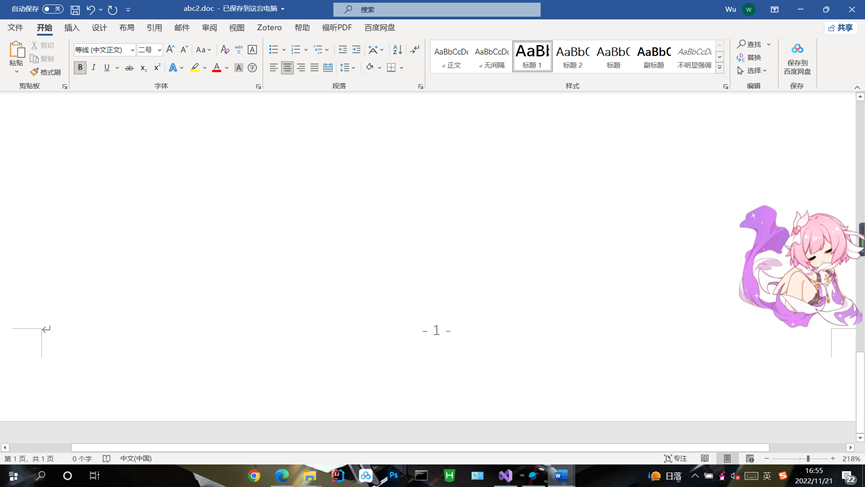 自动保存 关 abc2.doc - 已保存到这台电脑 搜索 Wu W
文件 开始 插入 设计 布局 引用 邮件 审阅 视图 Zotero 帮助 福昕PDF 百度网盘 共享
粘贴 剪切 复制 格式刷
等线 (中文正文) 二号 A A Aa
B I U ab x₂ x² A A A
AaBbCcDc AaBbCcDc AaBb AaBbC AaBbC AaBbC AaBbCcDc
正文 无间隔 标题 1 标题 2 标题 副标题 不明显强调
查找
替换
选择
保存到
百度网盘
剪贴板 字体 段落 样式 编辑 保存
- 1 -
第 1 页，共 1 页 0 个字 中文(中国) 专注 218%
日落 英 16:55
2022/11/21 22